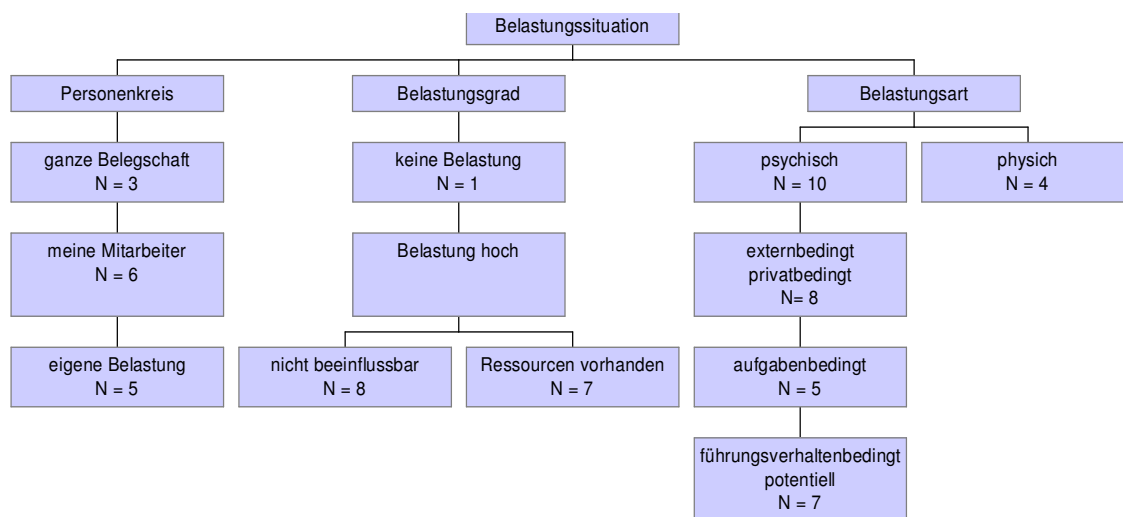 Belastungssituation
Personenkreis
Belastungsgrad
Belastungsart
ganze Belegschaft
N = 3
keine Belastung
N = 1
psychisch
N = 10
physich
N = 4
meine Mitarbeiter
N = 6
Belastung hoch
externbedingt
privatbedingt
N= 8
eigene Belastung
N = 5
nicht beeinflussbar
N = 8
Ressourcen vorhanden
N = 7
aufgabenbedingt
N = 5
führungsverhaltenbedingt
potentiell
N = 7